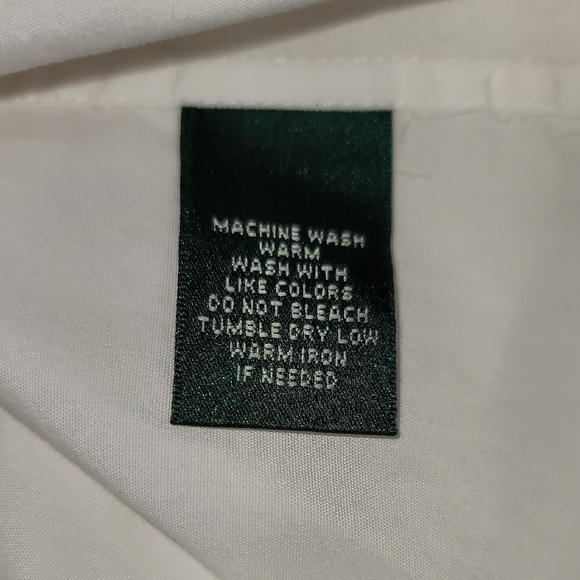 MACHINE WASH
WARM
WASH WITH
LIKE COLORS
DO NOT BLEACH
TUMBLE DRY LOW
WARM IRON
IF NEEDED